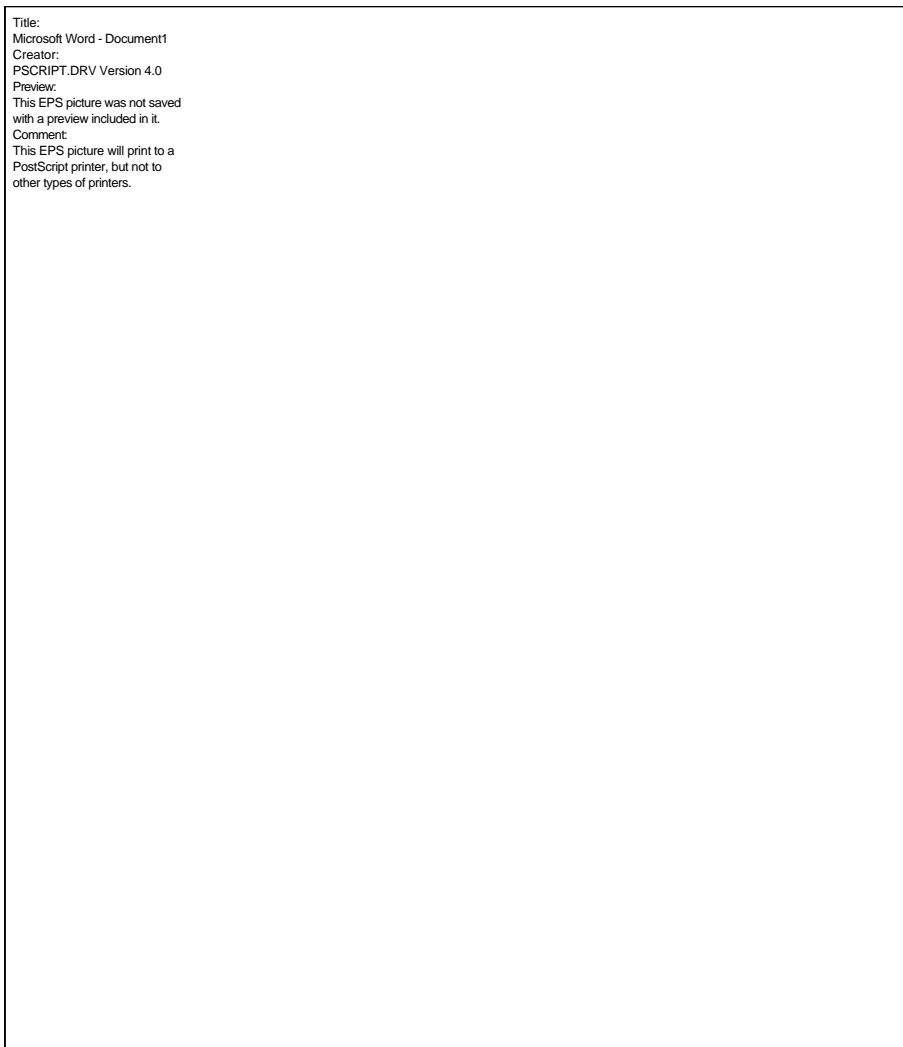 Title:
Microsoft Word - Document1
Creator:
PSCRIPT.DRV Version 4.0
Preview:
This EPS picture was not saved
with a preview included in it.
Comment:
This EPS picture will print to a
PostScript printer, but not to
other types of printers.